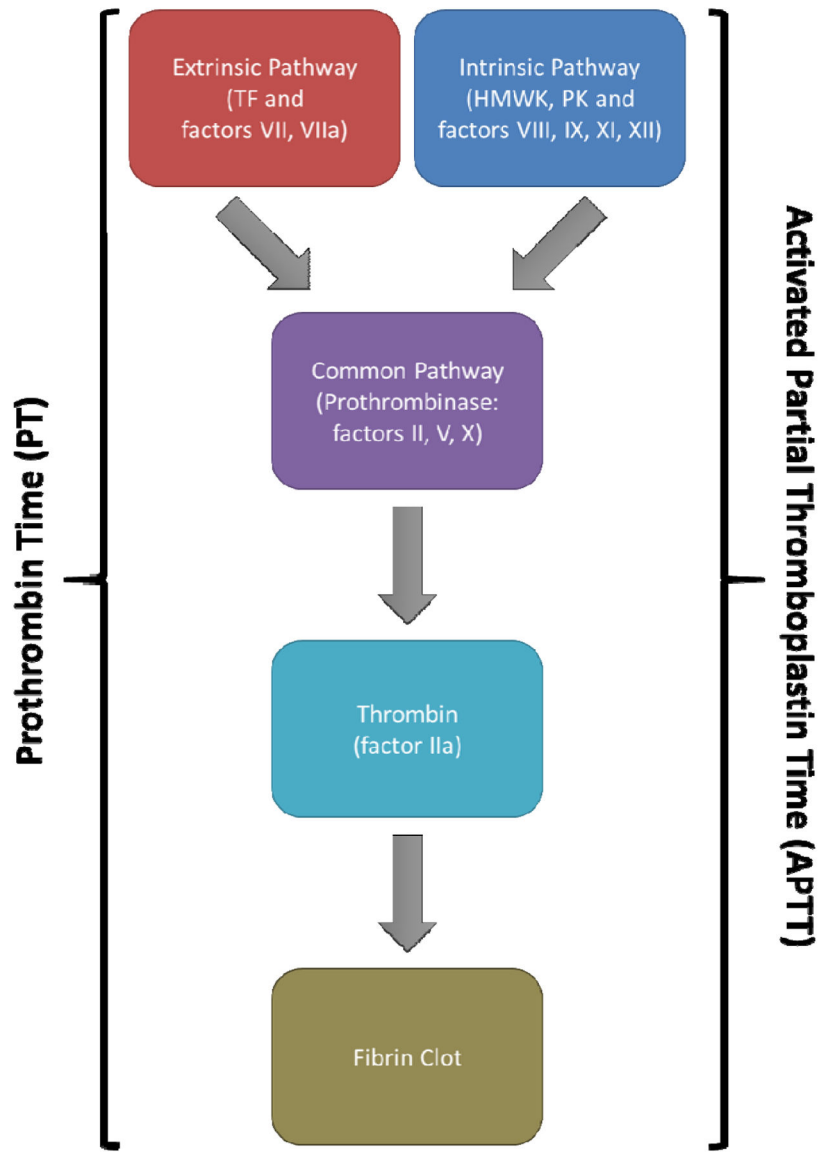 Extrinsic Pathway
(TF and
factors VII, VIIa)
Intrinsic Pathway
(HMWK, PK and
factors VIII, IX, XI, XII)
Common Pathway
(Prothrombinase:
factors II, V, X)
Prothrombin Time (PT)
Activated Partial Thromboplastin Time (APTT)
Thrombin
(factor IIa)
Fibrin Clot